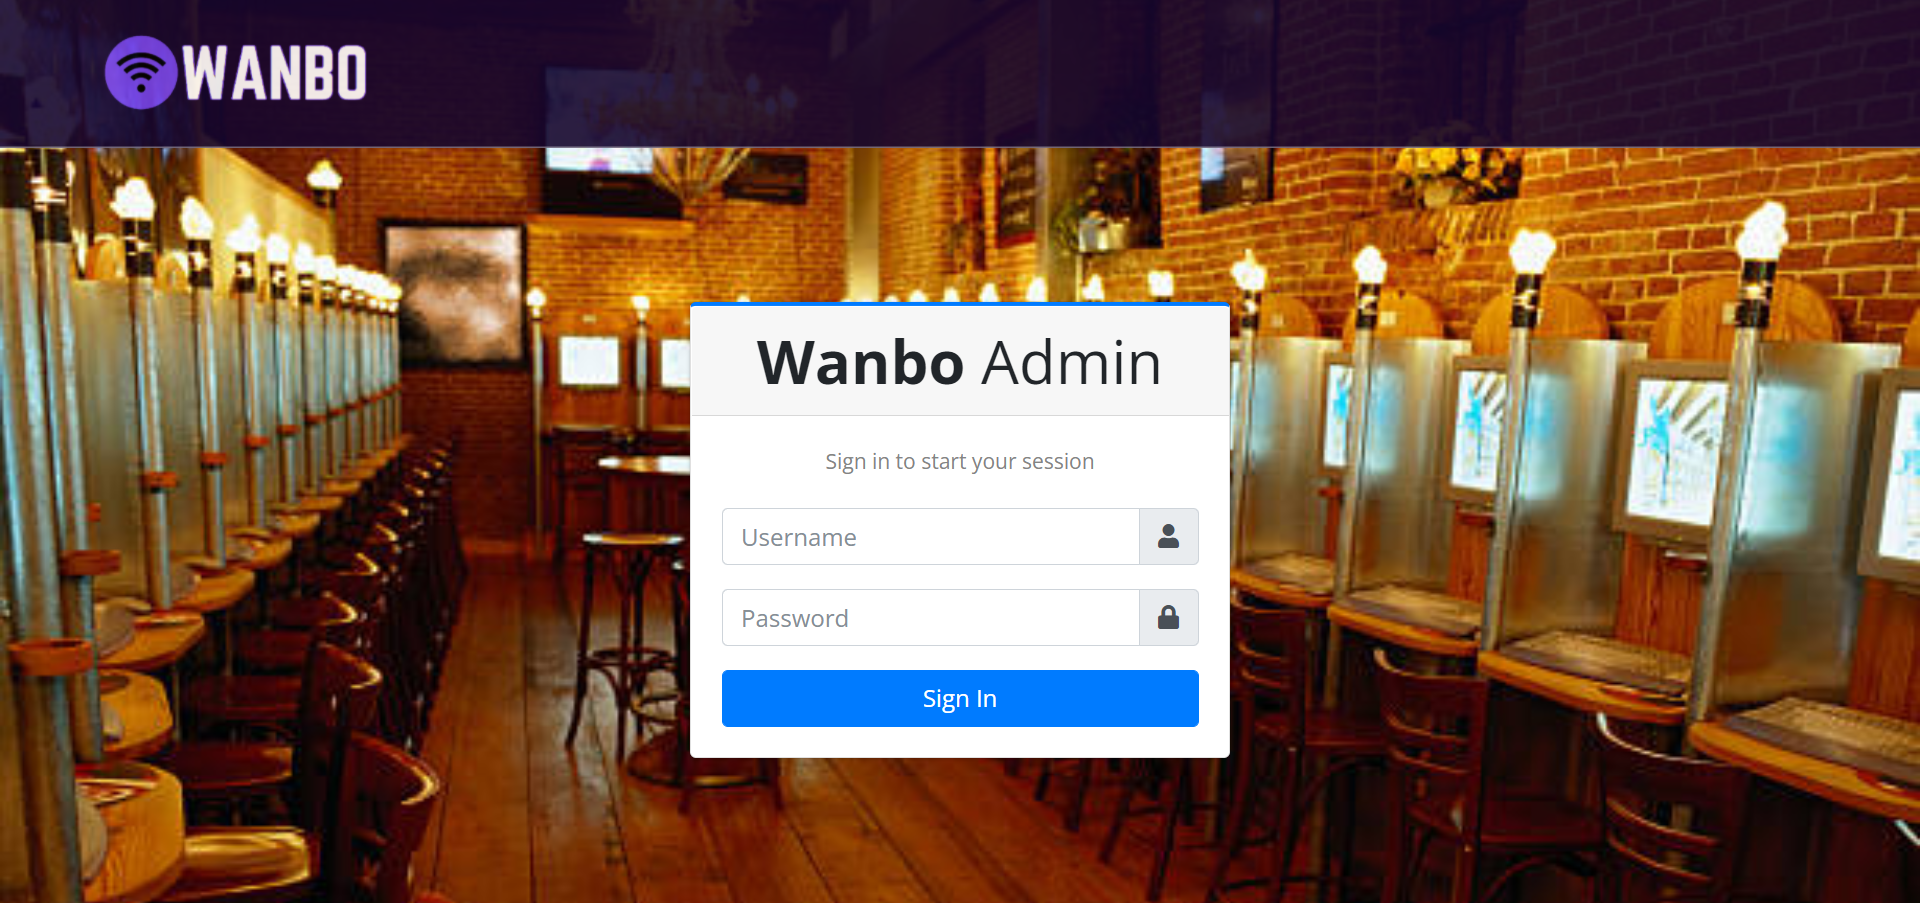 WANBO
Wanbo Admin
Sign in to start your session
Username
Password
Sign In